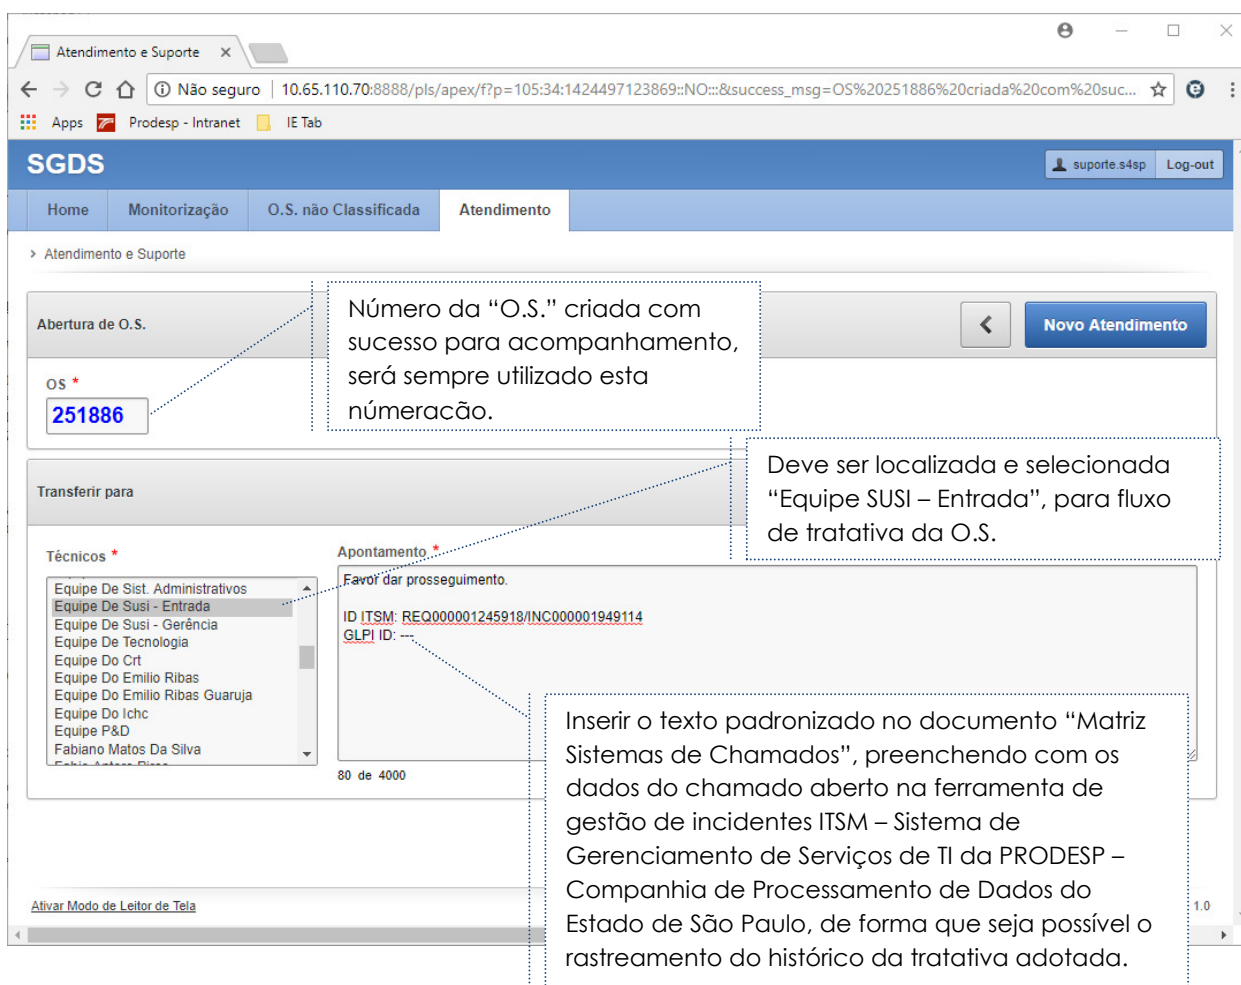 Atendimento e Suporte
Não seguro | 10.65.110.70:8888/pls/apex/f?p=105:34:1424497123869::NO:::&success_msg=OS%20251886%20criada%20com%20suc...
Apps Prodesp - Intranet IE Tab
SGDS
suporte.s4sp Log-out
Home Monitorização O.S. não Classificada Atendimento
> Atendimento e Suporte
Abertura de O.S.
Novo Atendimento
Número da “O.S.” criada com
sucesso para acompanhamento,
será sempre utilizado esta
númeracão.
OS *
251886
Deve ser localizada e selecionada
“Equipe SUSI – Entrada”, para fluxo
de tratativa da O.S.
Transferir para
Técnicos *
Equipe De Sist. Administrativos
Equipe De Susi - Entrada
Equipe De Susi - Gerência
Equipe De Tecnologia
Equipe Do Crt
Equipe Do Emilio Ribas
Equipe Do Emilio Ribas Guaruja
Equipe Do Ichc
Equipe P&D
Fabiano Matos Da Silva
Apontamento *
Favor dar prosseguimento.
ID ITSM: REQ000001245918/INC000001949114
GLPI ID: ---
80 de 4000
Inserir o texto padronizado no documento “Matriz
Sistemas de Chamados”, preenchendo com os
dados do chamado aberto na ferramenta de
gestão de incidentes ITSM – Sistema de
Gerenciamento de Serviços de TI da PRODESP –
Companhia de Processamento de Dados do
Estado de São Paulo, de forma que seja possível o
rastreamento do histórico da tratativa adotada.
Ativar Modo de Leitor de Tela
1.0